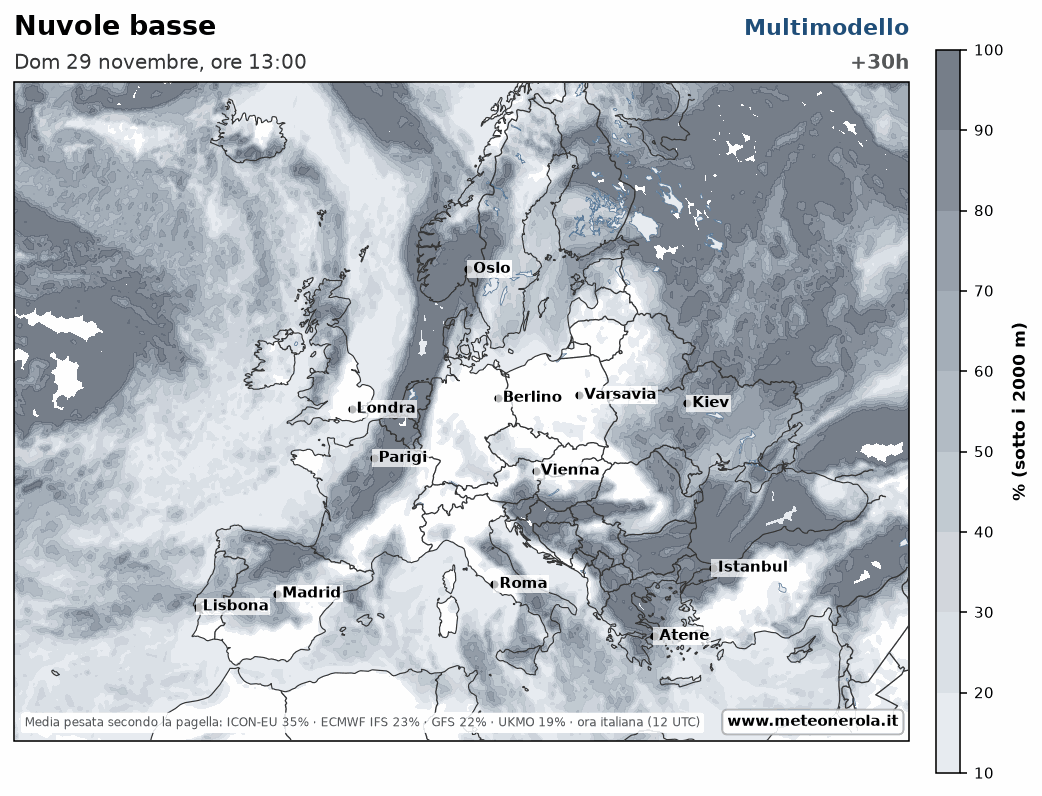 Nuvole basse
Multimodello
Dom 29 novembre, ore 13:00
+30h
100
90
80
70
60
50
40
30
20
10
% (sotto i 2000 m)
Oslo
Londra
Berlino
Varsavia
Kiev
Parigi
Vienna
Istanbul
Roma
Madrid
Lisbona
Atene
Media pesata secondo la pagella: ICON-EU 35% · ECMWF IFS 23% · GFS 22% · UKMO 19% · ora italiana (12 UTC)
www.meteonerola.it